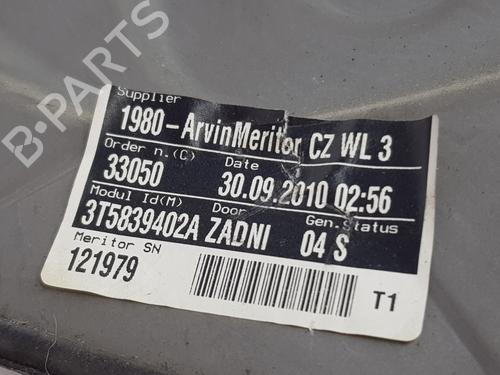 Supplier
1980-ArvinMeritor CZ WL 3
Order n.(C) Date
33050 30.09.2010 02:56
Modul Id(M) Door Gen.Status
3T5839402A ZADNI 04 S
Meritor SN
121979
T1
B-PARTS